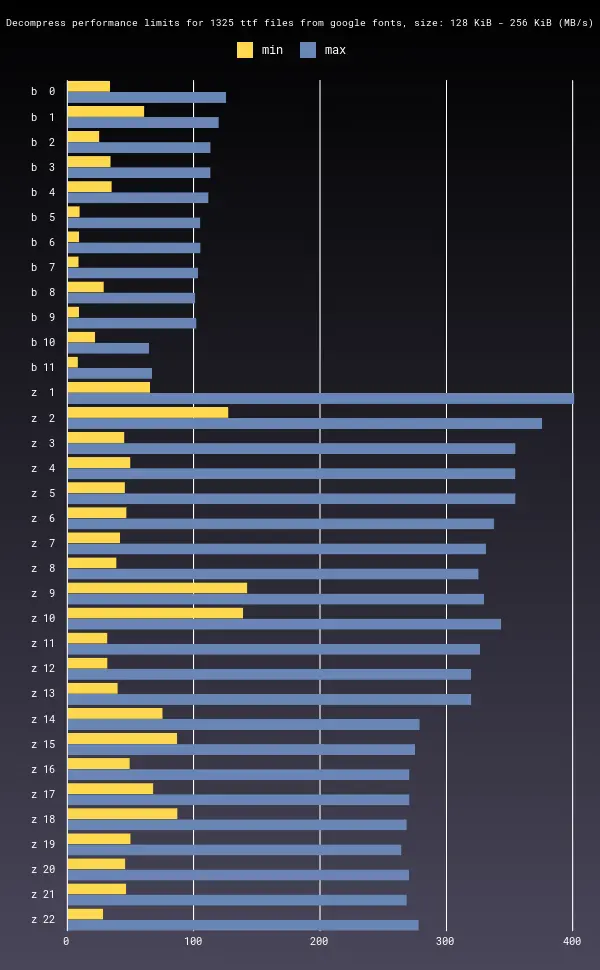 Decompress performance limits for 1325 ttf files from google fonts, size: 128 KiB - 256 KiB (MB/s)
min max
b 0
b 1
b 2
b 3
b 4
b 5
b 6
b 7
b 8
b 9
b 10
b 11
z 1
z 2
z 3
z 4
z 5
z 6
z 7
z 8
z 9
z 10
z 11
z 12
z 13
z 14
z 15
z 16
z 17
z 18
z 19
z 20
z 21
z 22
0 100 200 300 400